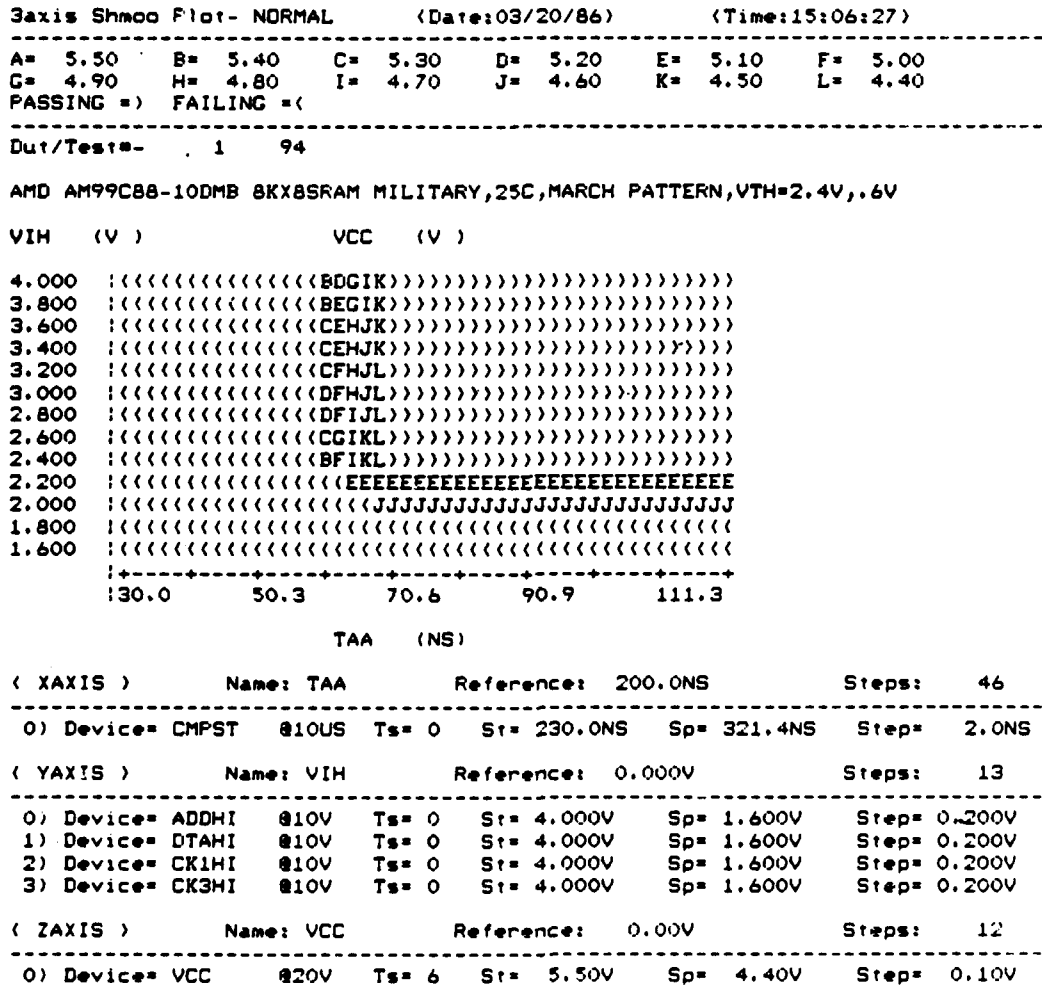 3axis Shmoo Plot- NORMAL (Date:03/20/86) (Time:15:06:27)
A= 5.50 B= 5.40 C= 5.30 D= 5.20 E= 5.10 F= 5.00
G= 4.90 H= 4.80 I= 4.70 J= 4.60 K= 4.50 L= 4.40
PASSING =) FAILING =(
Dut/Test#- . 1 94
AMD AM99C88-10DMB 8KX8SRAM MILITARY,25C,MARCH PATTERN,VTH=2.4V,.6V
VIH (V ) VCC (V )
4.000 |((((((((((((((((BDGIK))))))))))))))))))))))))))
3.800 |((((((((((((((((BEGIK))))))))))))))))))))))))))
3.600 |((((((((((((((((CEHJK))))))))))))))))))))))))))
3.400 |((((((((((((((((CEHJK))))))))))))))))))))))))))
3.200 |((((((((((((((((CFHJL))))))))))))))))))))))))))
3.000 |((((((((((((((((DFHJL))))))))))))))))))))))))))
2.800 |((((((((((((((((DFIJL))))))))))))))))))))))))))
2.600 |((((((((((((((((CGIKL))))))))))))))))))))))))))
2.400 |((((((((((((((((BFIKL))))))))))))))))))))))))))
2.200 |((((((((((((((((((EEEEEEEEEEEEEEEEEEEEEEEEEEEEE
2.000 |((((((((((((((((((((JJJJJJJJJJJJJJJJJJJJJJJJJJJ
1.800 |(((((((((((((((((((((((((((((((((((((((((((((((
1.600 |(((((((((((((((((((((((((((((((((((((((((((((((
|+----+----+----+----+----+----+----+----+----+
|30.0 50.3 70.6 90.9 111.3
TAA (NS)
( XAXIS ) Name: TAA Reference: 200.0NS Steps: 46
0) Device= CMPST @10US Ts= 0 St= 230.0NS Sp= 321.4NS Step= 2.0NS
( YAXIS ) Name: VIH Reference: 0.000V Steps: 13
0) Device= ADDHI @10V Ts= 0 St= 4.000V Sp= 1.600V Step= 0.200V
1) Device= DTAHI @10V Ts= 0 St= 4.000V Sp= 1.600V Step= 0.200V
2) Device= CK1HI @10V Ts= 0 St= 4.000V Sp= 1.600V Step= 0.200V
3) Device= CK3HI @10V Ts= 0 St= 4.000V Sp= 1.600V Step= 0.200V
( ZAXIS ) Name: VCC Reference: 0.00V Steps: 12
0) Device= VCC @20V Ts= 6 St= 5.50V Sp= 4.40V Step= 0.10V